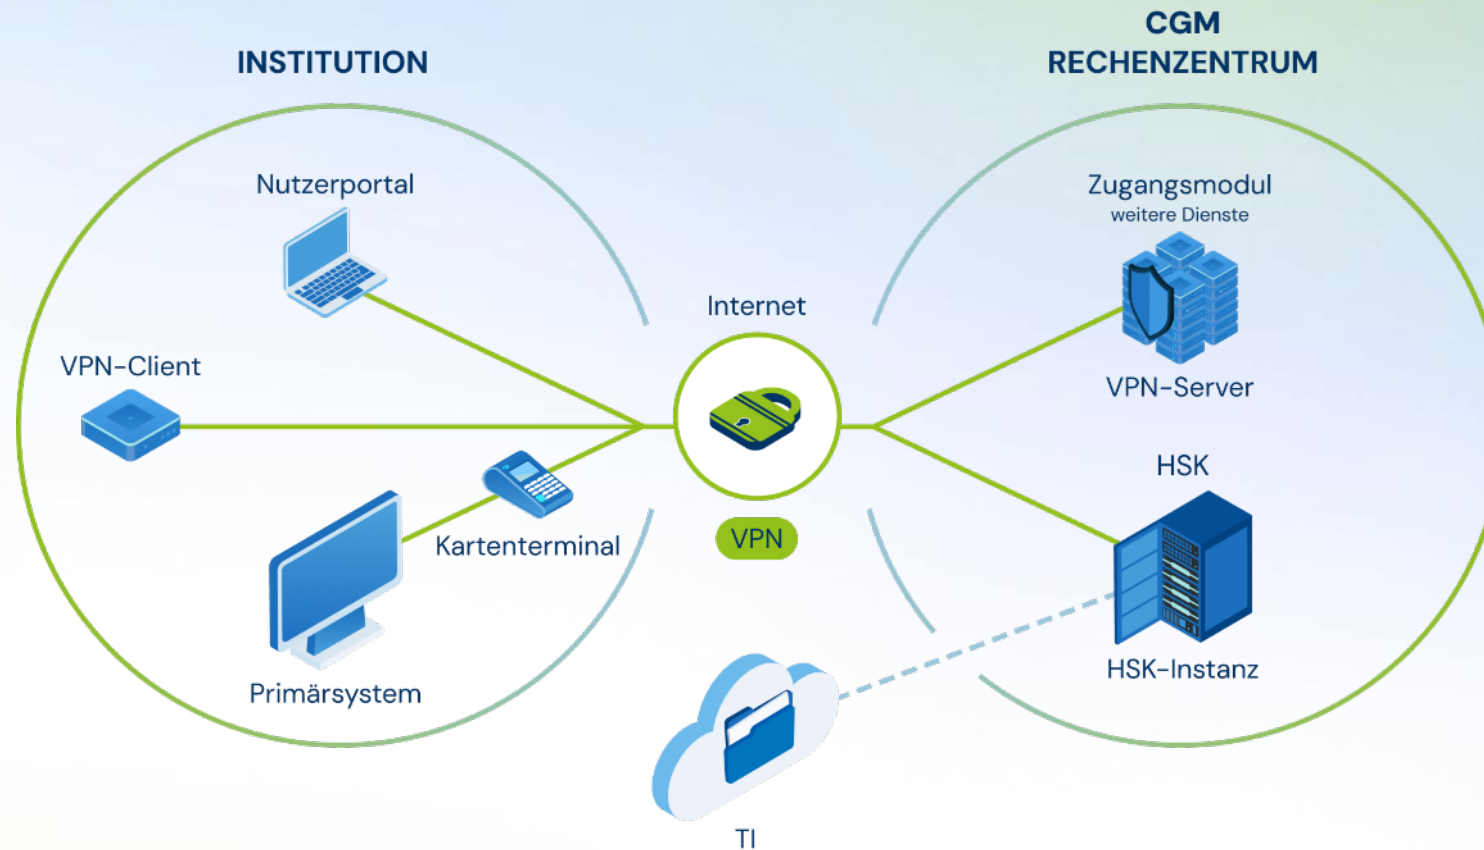 INSTITUTION
Nutzerportal
VPN-Client
Kartenterminal
Primärsystem
Internet
VPN
TI
CGM
RECHENZENTRUM
Zugangsmodul
weitere Dienste
VPN-Server
HSK
HSK-Instanz